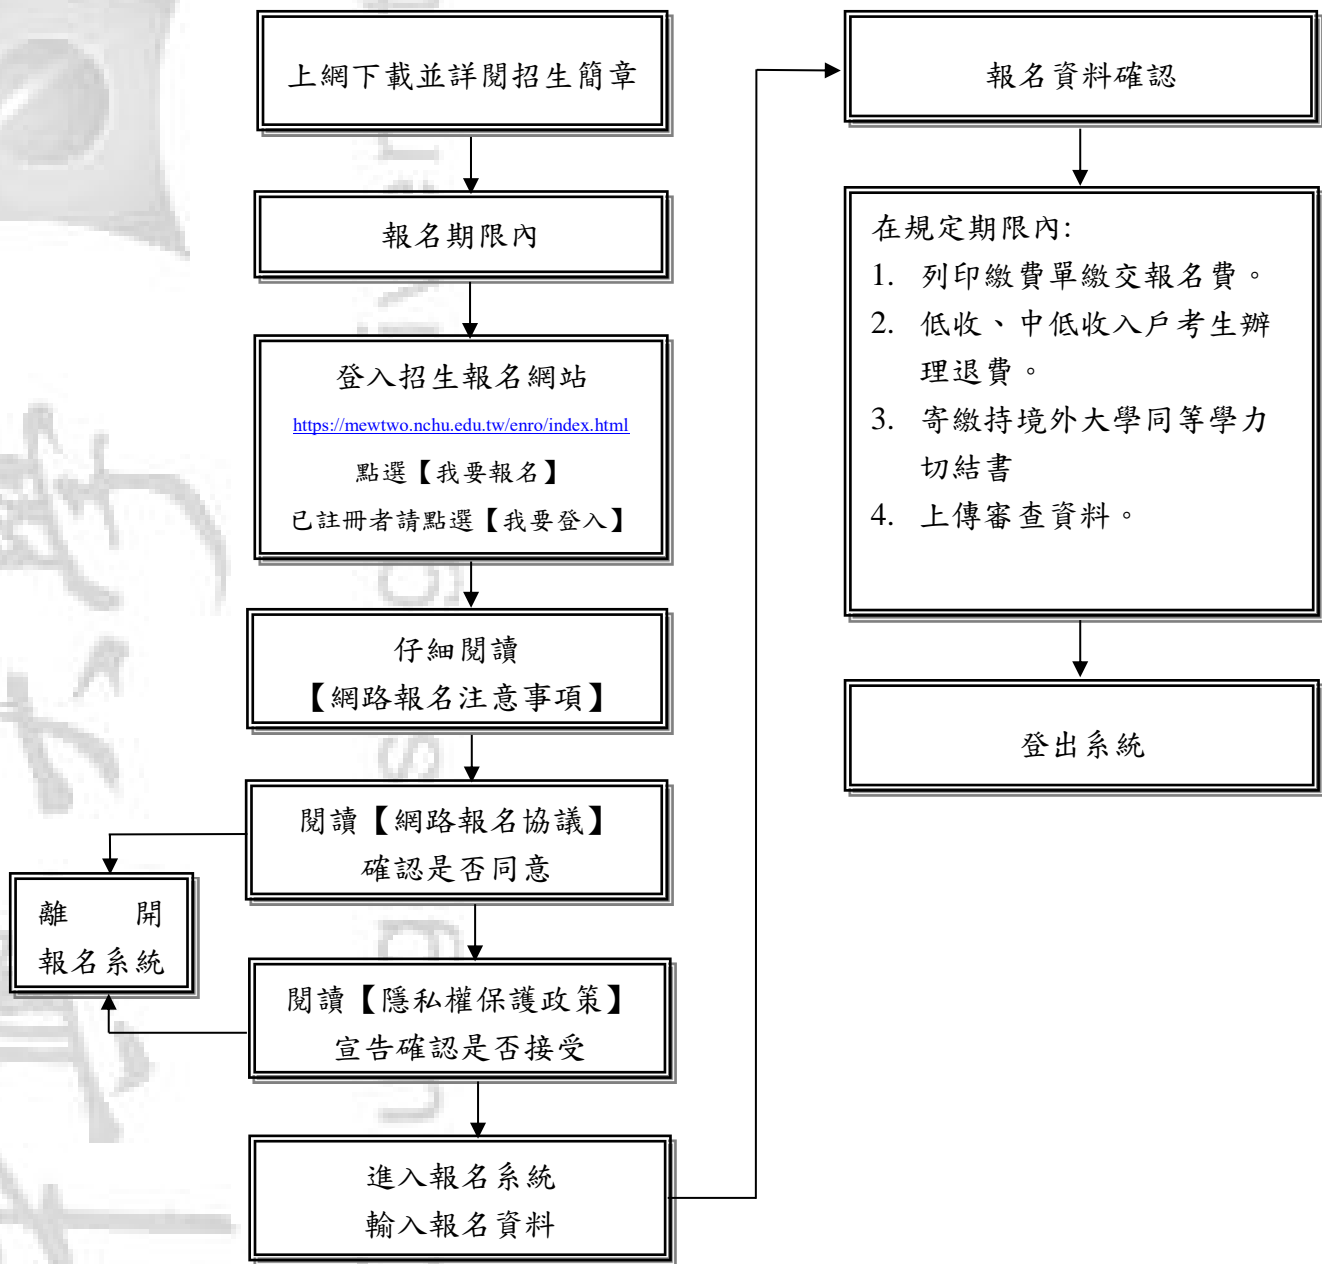 上網下載並詳閱招生簡章
報名期限內
登入招生報名網站
https://mewtwo.nchu.edu.tw/enro/index.html
點選【我要報名】
已註冊者請點選【我要登入】
仔細閱讀
【網路報名注意事項】
閱讀【網路報名協議】
確認是否同意
離　　開
報名系統
閱讀【隱私權保護政策】
宣告確認是否接受
進入報名系統
輸入報名資料
報名資料確認
在規定期限內:
1. 列印繳費單繳交報名費。
2. 低收、中低收入戶考生辦
理退費。
3. 寄繳持境外大學同等學力
切結書
4. 上傳審查資料。
登出系統